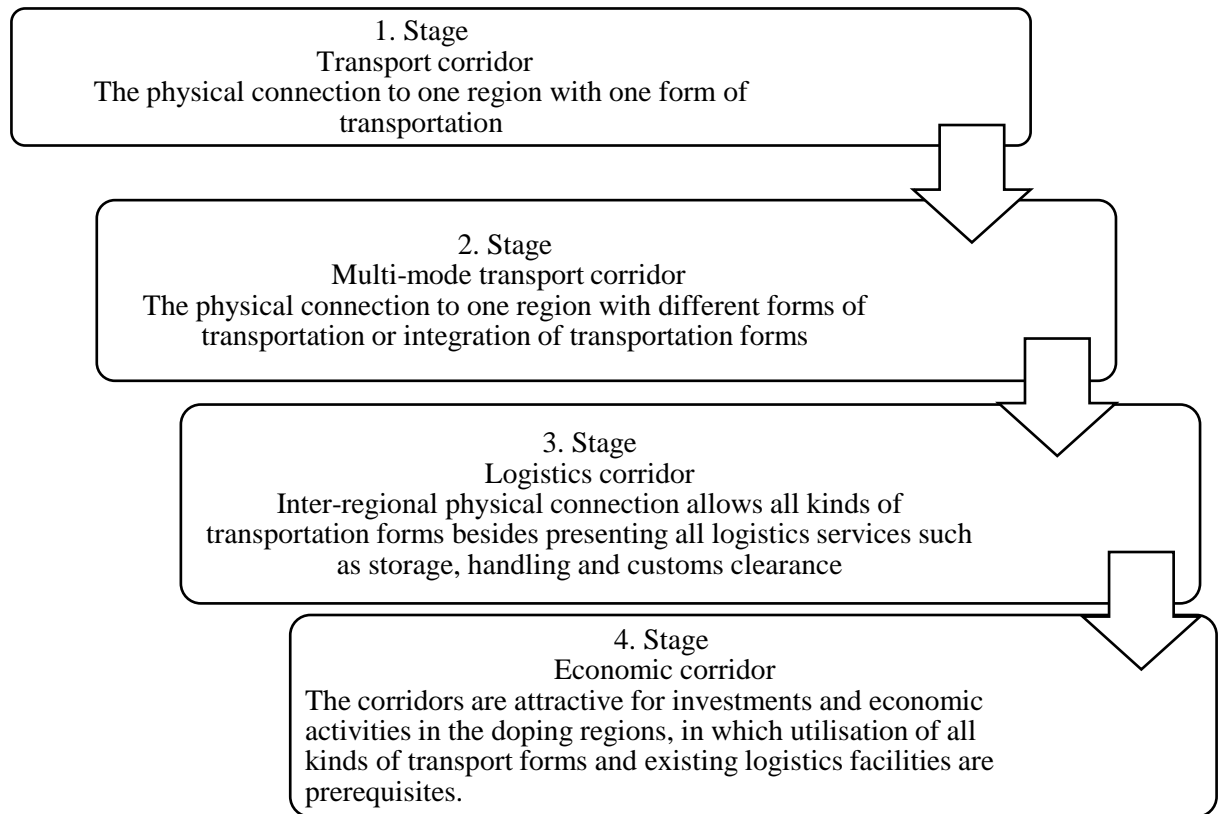 1. Stage
Transport corridor
The physical connection to one region with one form of
transportation
2. Stage
Multi-mode transport corridor
The physical connection to one region with different forms of
transportation or integration of transportation forms
3. Stage
Logistics corridor
Inter-regional physical connection allows all kinds of
transportation forms besides presenting all logistics services such
as storage, handling and customs clearance
4. Stage
Economic corridor
The corridors are attractive for investments and economic
activities in the doping regions, in which utilisation of all
kinds of transport forms and existing logistics facilities are
prerequisites.